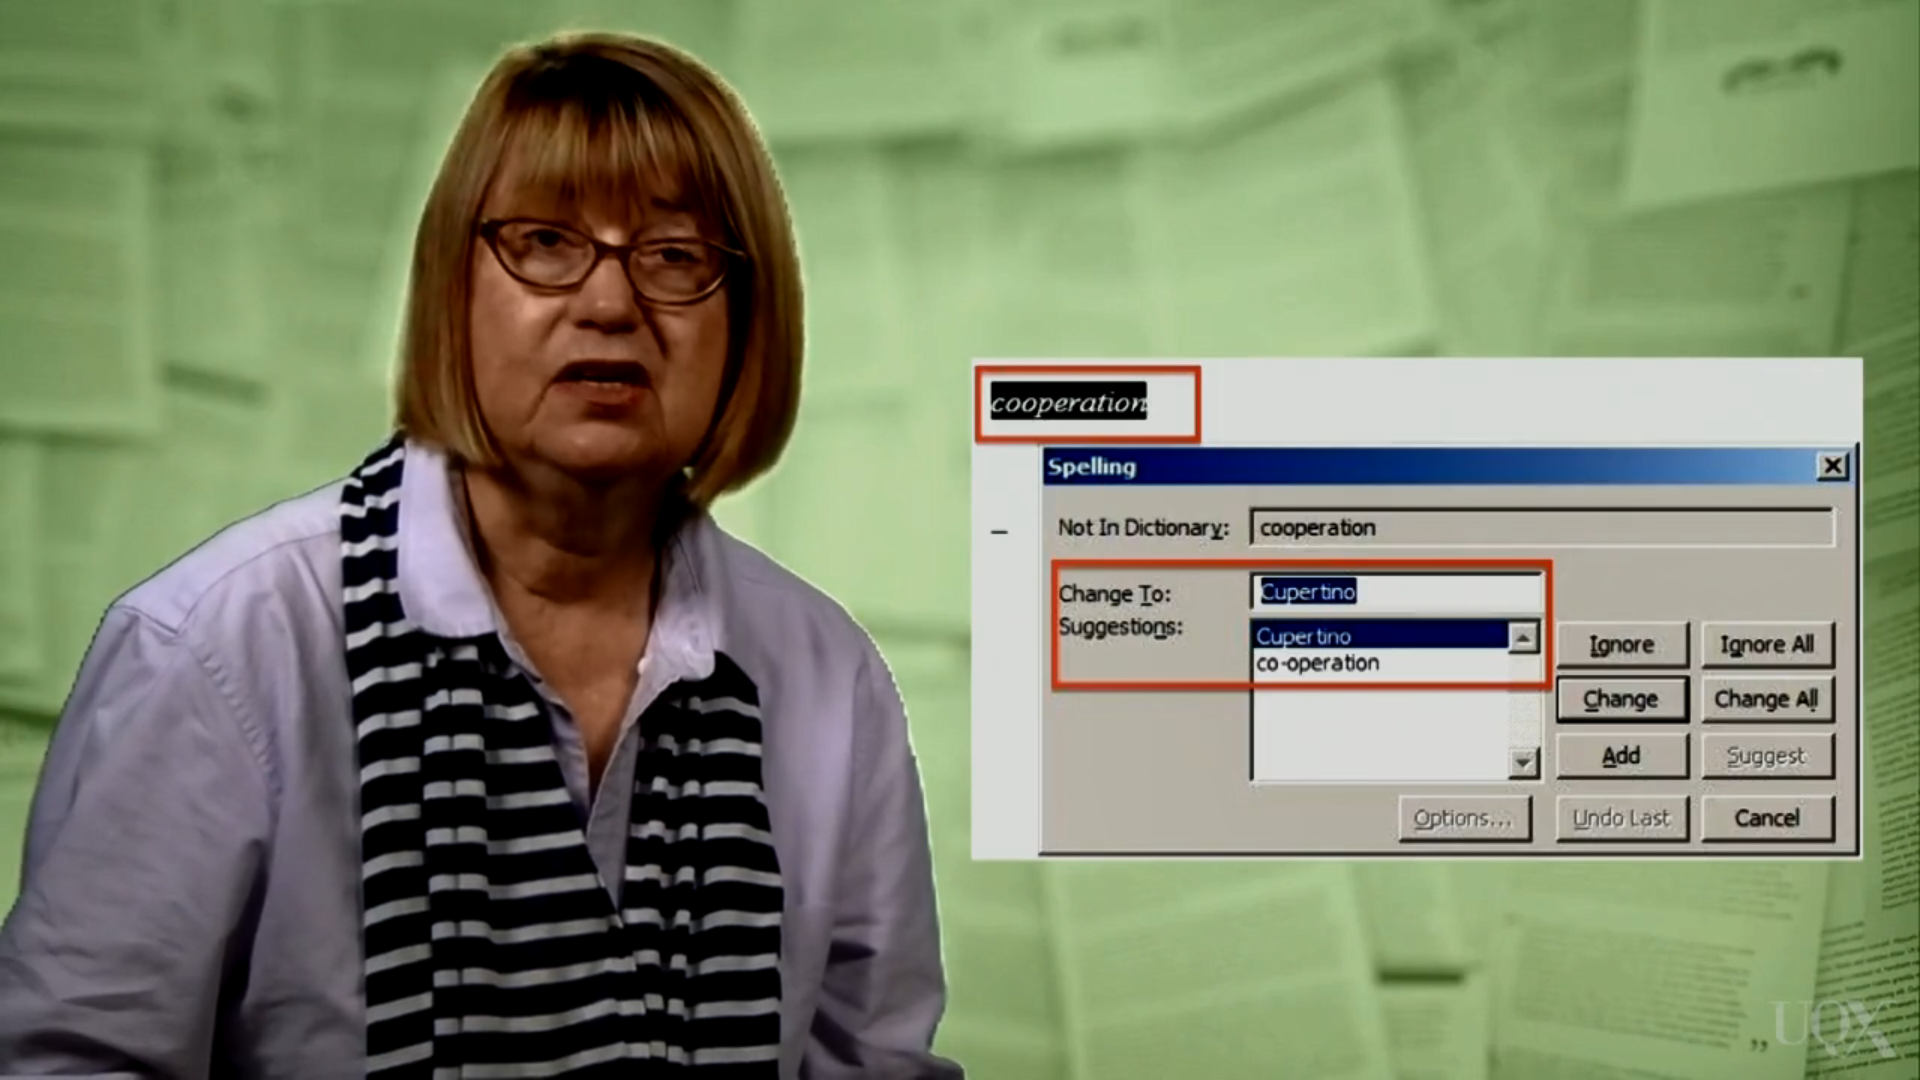 cooperation
Spelling
Not In Dictionary: cooperation
Change To: Cupertino
Suggestions: Cupertino
co-operation
Ignore
Ignore All
Change
Change All
Add
Suggest
Options...
Undo Last
Cancel
UQX